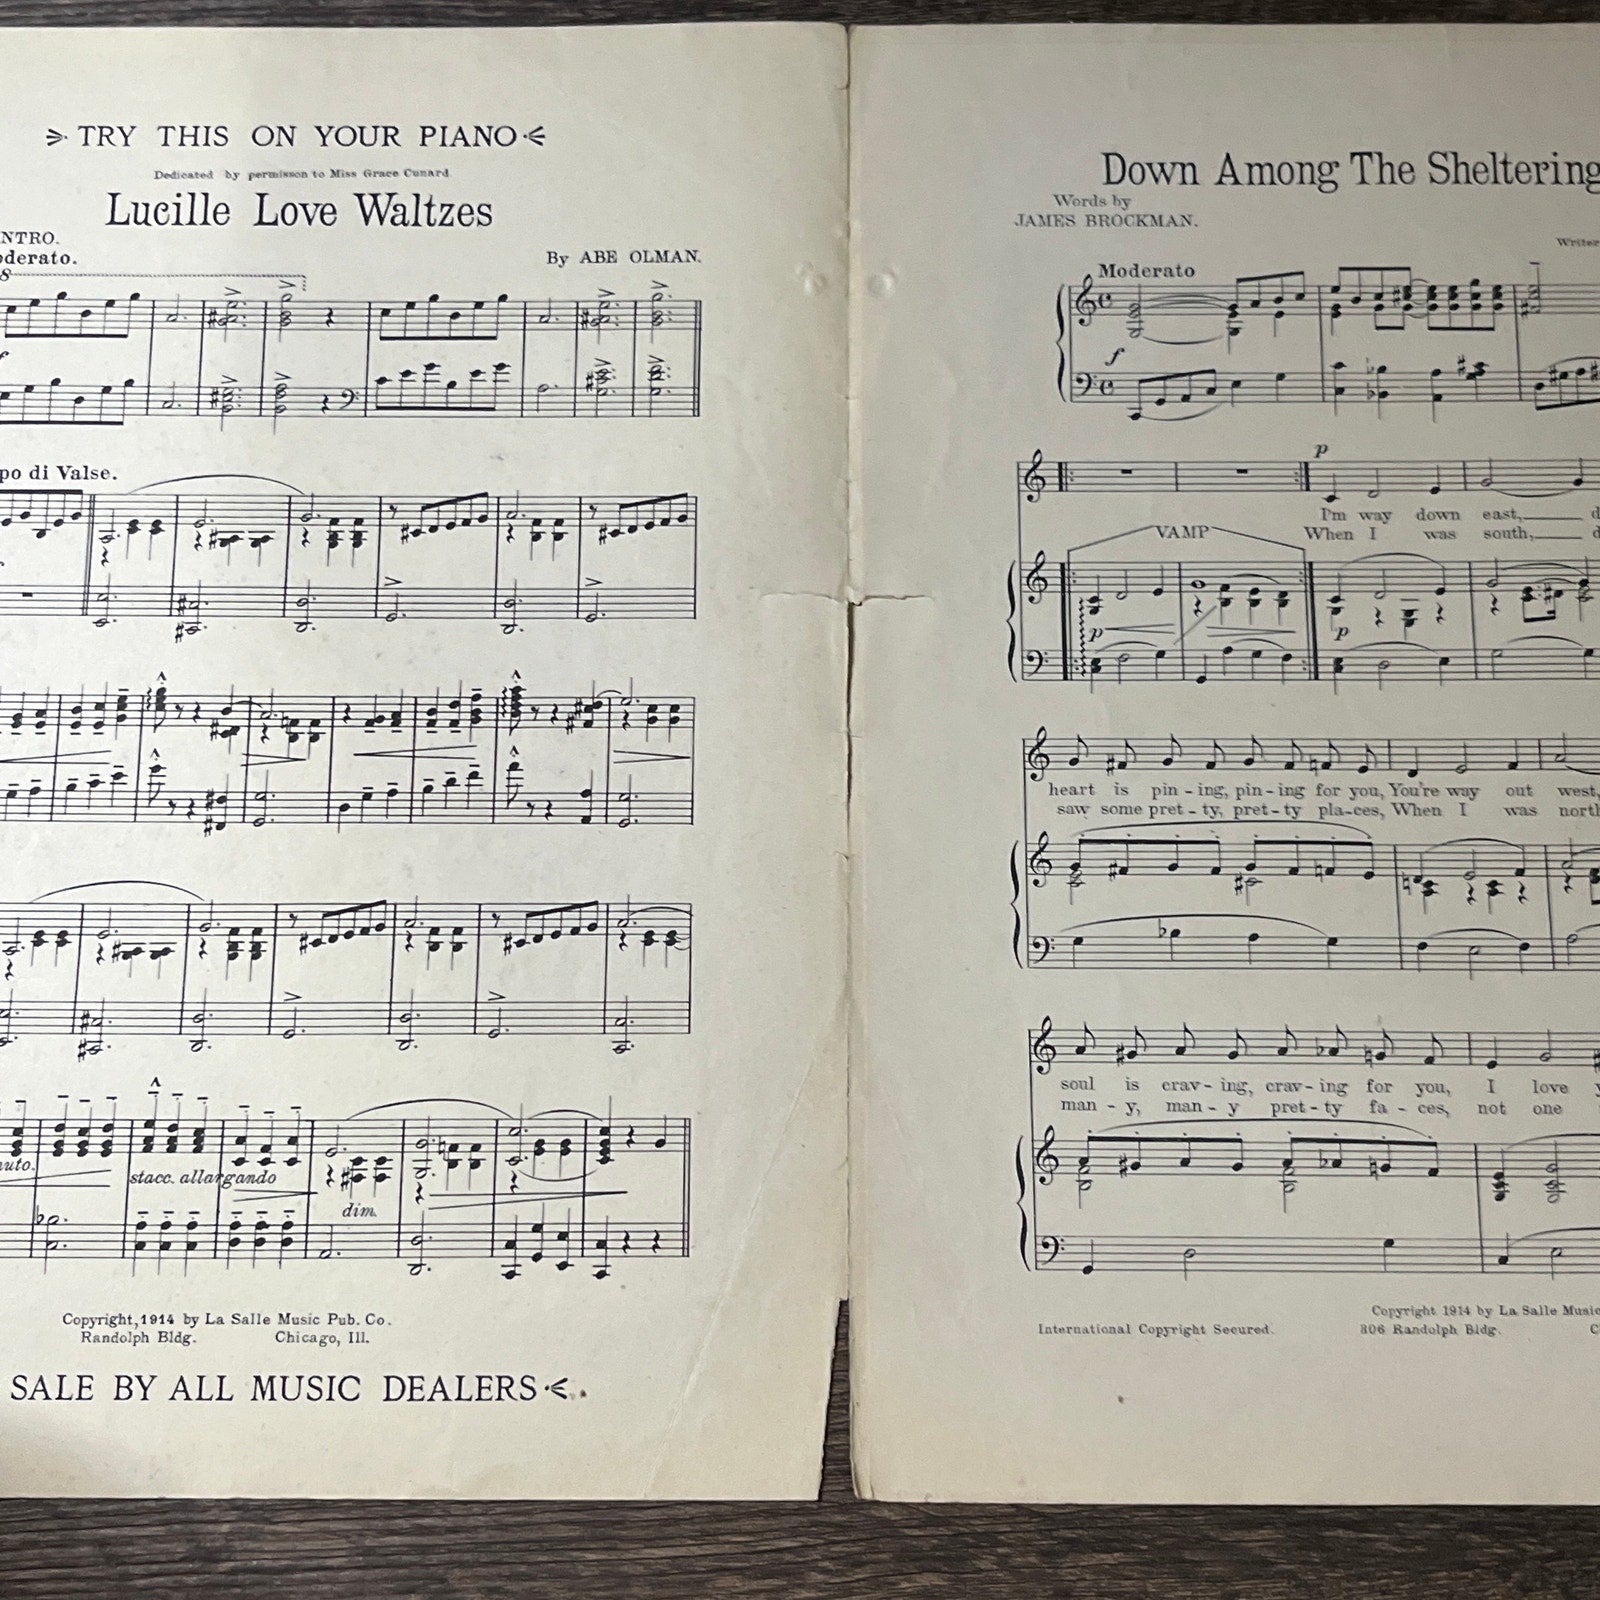 TRY THIS ON YOUR PIANO
Dedicated by permisson to Miss Grace Cunard
Lucille Love Waltzes
NTRO.
oderato.
By ABE OLMAN.
8
f
po di Valse.
nuto.
stacc. allargando
dim.
Copyright, 1914 by La Salle Music Pub. Co.
Randolph Bldg. Chicago, Ill.
SALE BY ALL MUSIC DEALERS
Down Among The Sheltering
Words by
JAMES BROCKMAN.
Writer
Moderato
f
p
I'm way down east, d
When I was south, d
VAMP
p
p
heart is pin-ing, pin-ing for you, You're way out west,
saw some pret-ty, pret-ty pla-ces, When I was north
soul is crav-ing, crav-ing for you, I love y
man-y, man-y pret-ty fa-ces, not one
Copyright 1914 by La Salle Music
International Copyright Secured. 306 Randolph Bldg. C